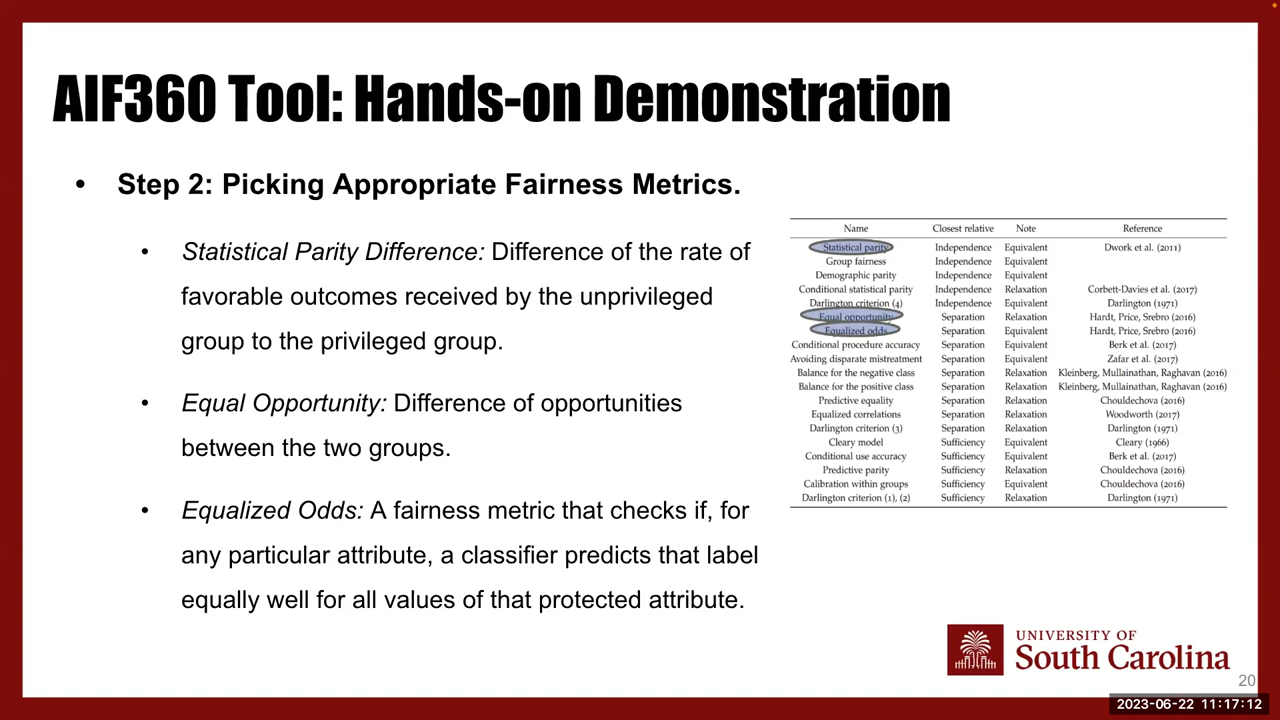 AIF360 Tool: Hands-on Demonstration
• Step 2: Picking Appropriate Fairness Metrics.
• Statistical Parity Difference: Difference of the rate of
favorable outcomes received by the unprivileged
group to the privileged group.
• Equal Opportunity: Difference of opportunities
between the two groups.
• Equalized Odds: A fairness metric that checks if, for
any particular attribute, a classifier predicts that label
equally well for all values of that protected attribute.
Name Closest relative Note Reference
Statistical parity Independence Equivalent Dwork et al. (2011)
Group fairness Independence Equivalent
Demographic parity Independence Equivalent
Conditional statistical parity Independence Relaxation Corbett-Davies et al. (2017)
Darlington criterion (4) Independence Equivalent Darlington (1971)
Equal opportunity Separation Relaxation Hardt, Price, Srebro (2016)
Equalized odds Separation Equivalent Hardt, Price, Srebro (2016)
Conditional procedure accuracy Separation Equivalent Berk et al. (2017)
Avoiding disparate mistreatment Separation Equivalent Zafar et al. (2017)
Balance for the negative class Separation Relaxation Kleinberg, Mullainathan, Raghavan (2016)
Balance for the positive class Separation Relaxation Kleinberg, Mullainathan, Raghavan (2016)
Predictive equality Separation Relaxation Chouldechova (2016)
Equalized correlations Separation Relaxation Woodworth (2017)
Darlington criterion (3) Separation Relaxation Darlington (1971)
Cleary model Sufficiency Equivalent Cleary (1966)
Conditional use accuracy Sufficiency Equivalent Berk et al. (2017)
Predictive parity Sufficiency Relaxation Chouldechova (2016)
Calibration within groups Sufficiency Equivalent Chouldechova (2016)
Darlington criterion (1), (2) Sufficiency Relaxation Darlington (1971)
UNIVERSITY OF
South Carolina
20
2023-06-22 11:17:12